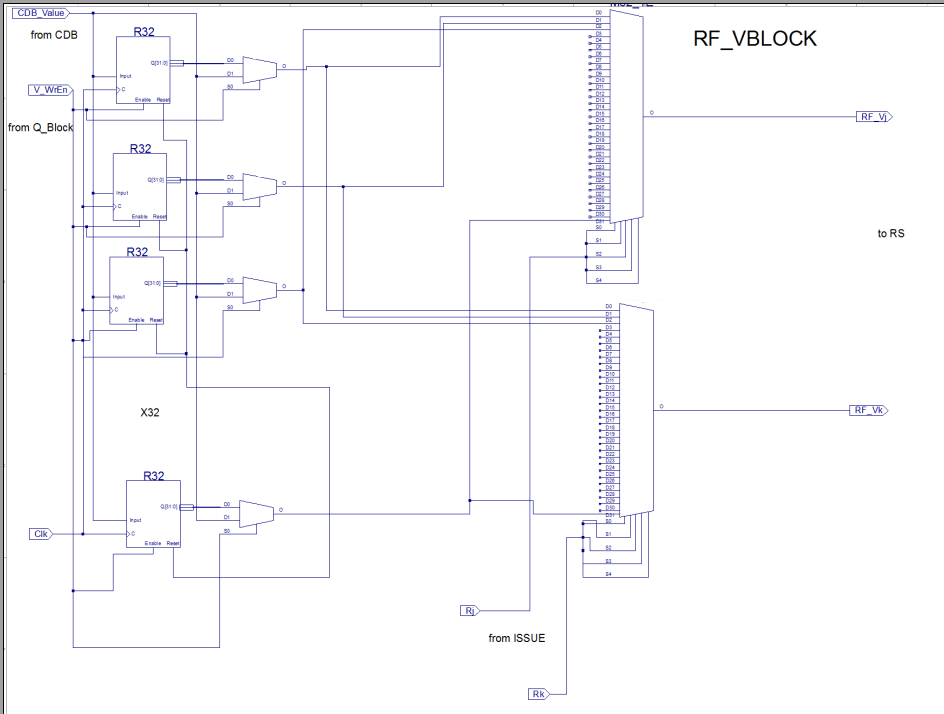 M32_1E
CDB_Value
from CDB
RF_VBLOCK
R32
Q[31:0]
Input
C
Enable Reset
D0
D1
S0
O
V_WrEn
from Q_Block
R32
Q[31:0]
Input
C
Enable Reset
D0
D1
S0
O
R32
Q[31:0]
Input
C
Enable Reset
D0
D1
S0
O
X32
R32
Q[31:0]
Input
C
Enable Reset
D0
D1
S0
O
Clk
D0
D1
D2
D3
D4
D5
D6
D7
D8
D9
D10
D11
D12
D13
D14
D15
D16
D17
D18
D19
D20
D21
D22
D23
D24
D25
D26
D27
D28
D29
D30
D31
S0
S1
S2
S3
S4
O
RF_Vj
to RS
D0
D1
D2
D3
D4
D5
D6
D7
D8
D9
D10
D11
D12
D13
D14
D15
D16
D17
D18
D19
D20
D21
D22
D23
D24
D25
D26
D27
D28
D29
D30
D31
S0
S1
S2
S3
S4
O
RF_Vk
Rj
from ISSUE
Rk